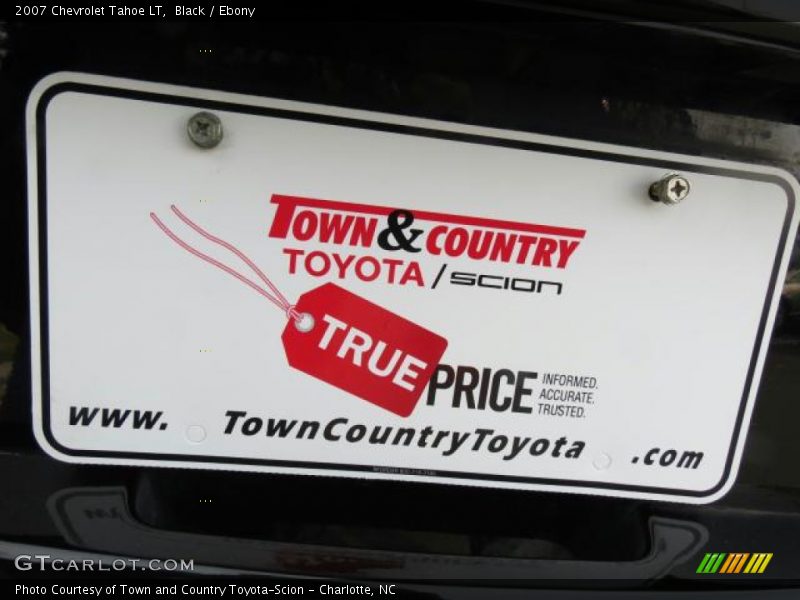 2007 Chevrolet Tahoe LT, Black / Ebony
TOWN & COUNTRY
TOYOTA / SCION
TRUE PRICE
INFORMED.
ACCURATE.
TRUSTED.
www. TownCountryToyota .com
GTCARLOT.COM
Photo Courtesy of Town and Country Toyota-Scion - Charlotte, NC